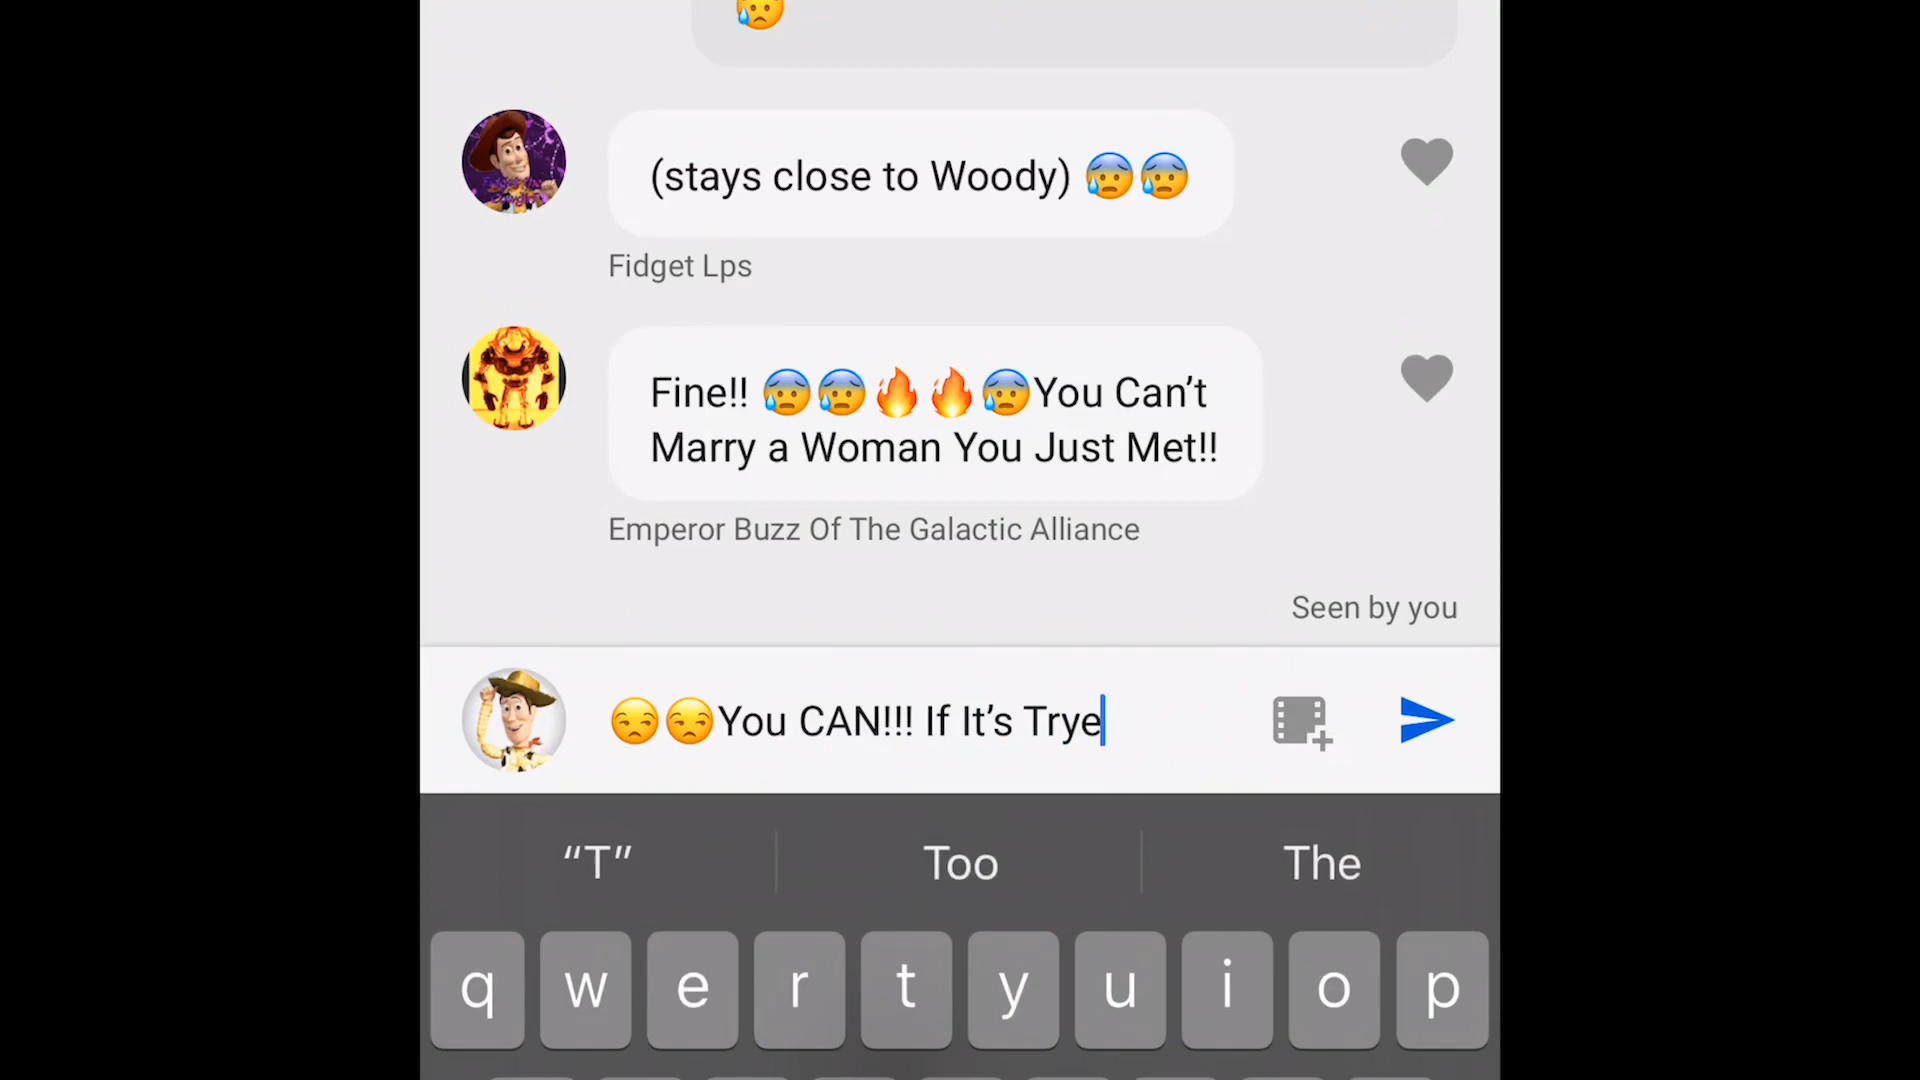 😥
(stays close to Woody) 😰😰
Fidget Lps
Fine!! 😰😰🔥🔥😰You Can’t
Marry a Woman You Just Met!!
Emperor Buzz Of The Galactic Alliance
Seen by you
😒😒You CAN!!! If It’s Trye
“T” Too The
q w e r t y u i o p